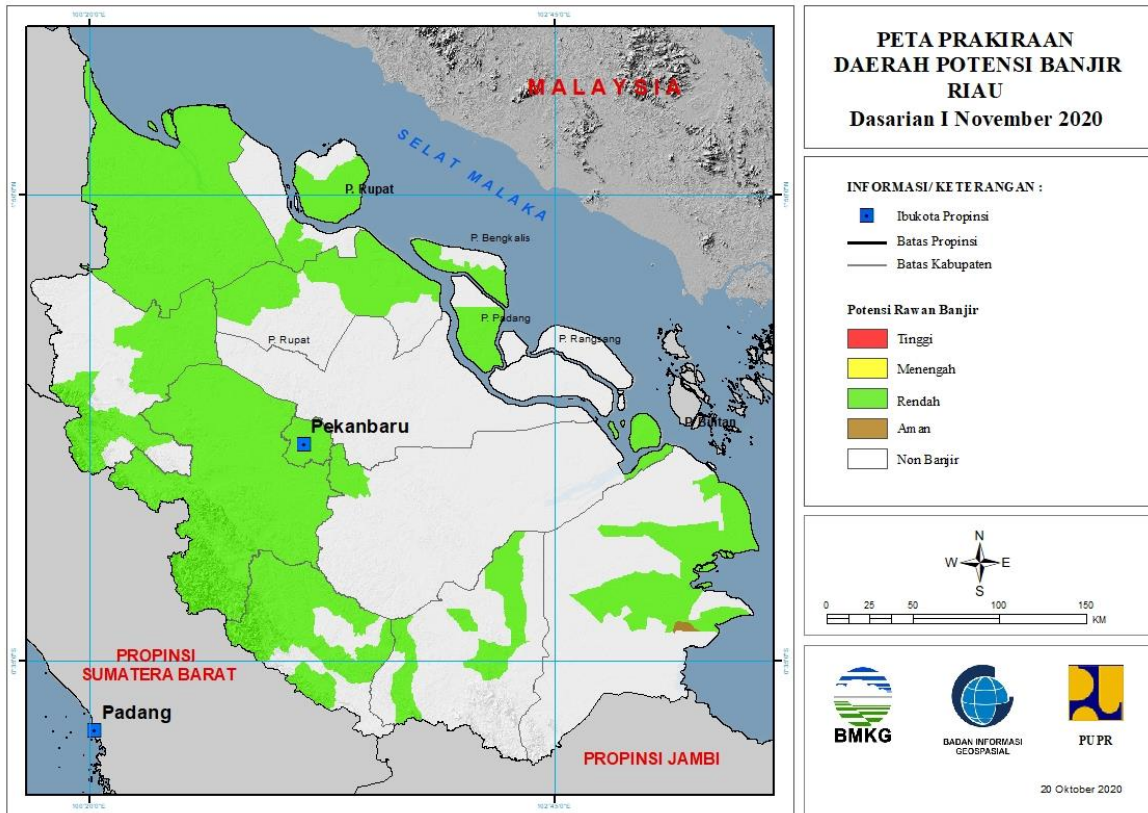 PETA PRAKIRAAN
DAERAH POTENSI BANJIR
RIAU
Dasarian I November 2020
INFORMASI/ KETERANGAN :
Ibukota Propinsi
Batas Propinsi
Batas Kabupaten
Potensi Rawan Banjir
Tinggi
Menengah
Rendah
Aman
Non Banjir
N
W E
S
0 25 50 100 150
KM
BMKG
BADAN INFORMASI
GEOSPASIAL
PUPR
20 Oktober 2020
MALAYSIA
SELAT MALAKA
P. Rupat
P. Bengkalis
P. Padang
P. Rupat
P. Rangsang
P. Bintan
Pekanbaru
PROPINSI
SUMATERA BARAT
Padang
PROPINSI JAMBI